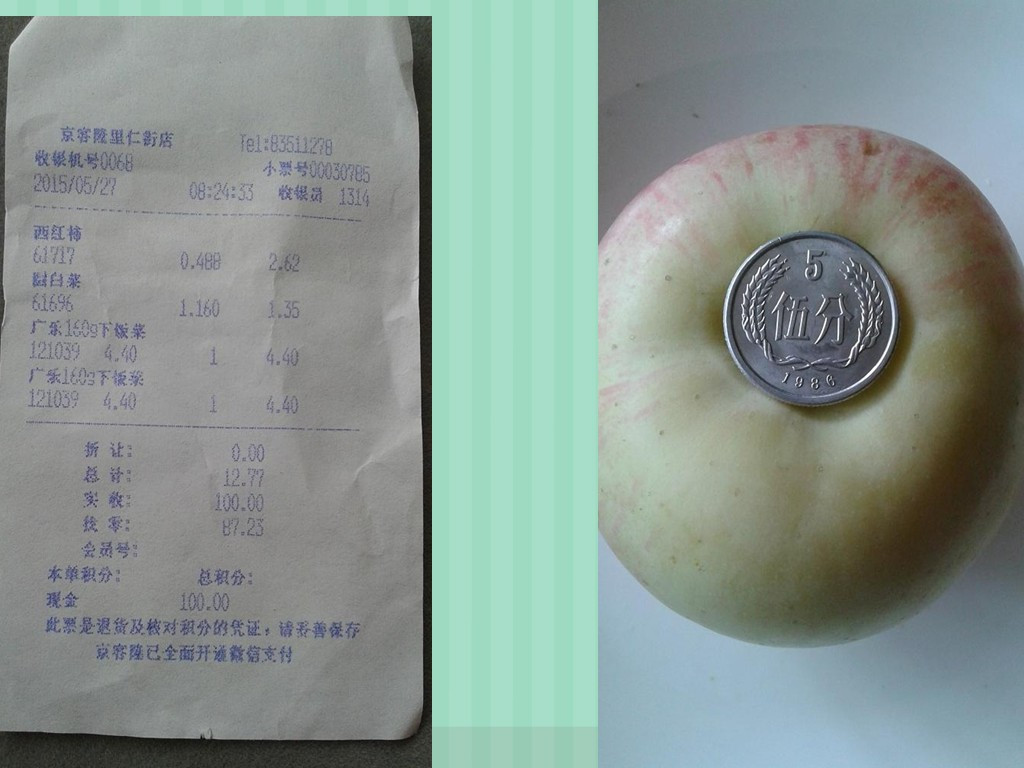 京客隆里仁街店 Tel:83511278
收银机号0068 小票号00030785
2015/05/27 08:24:33 收银员 1314
西红柿
61717 0.488 2.62
圆白菜
61696 1.160 1.35
广乐160g下饭菜
121039 4.40 1 4.40
广乐160g下饭菜
121039 4.40 1 4.40
折 让: 0.00
总 计: 12.77
实 收: 100.00
找 零: 87.23
会员号:
本单积分: 总积分:
现金 100.00
此票是退货及核对积分的凭证，请妥善保存
京客隆已全面开通微信支付
5
伍分
1986